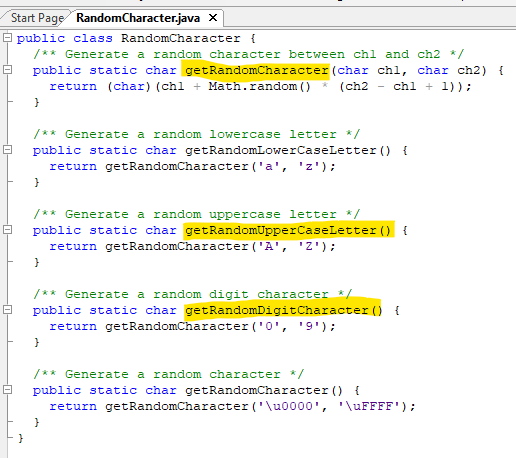 Start Page RandomCharacter.java ×
public class RandomCharacter {
/** Generate a random character between ch1 and ch2 */
public static char getRandomCharacter(char ch1, char ch2) {
return (char)(ch1 + Math.random() * (ch2 - ch1 + 1));
}
/** Generate a random lowercase letter */
public static char getRandomLowerCaseLetter() {
return getRandomCharacter('a', 'z');
}
/** Generate a random uppercase letter */
public static char getRandomUpperCaseLetter() {
return getRandomCharacter('A', 'Z');
}
/** Generate a random digit character */
public static char getRandomDigitCharacter() {
return getRandomCharacter('0', '9');
}
/** Generate a random character */
public static char getRandomCharacter() {
return getRandomCharacter('\u0000', '\uFFFF');
}
}